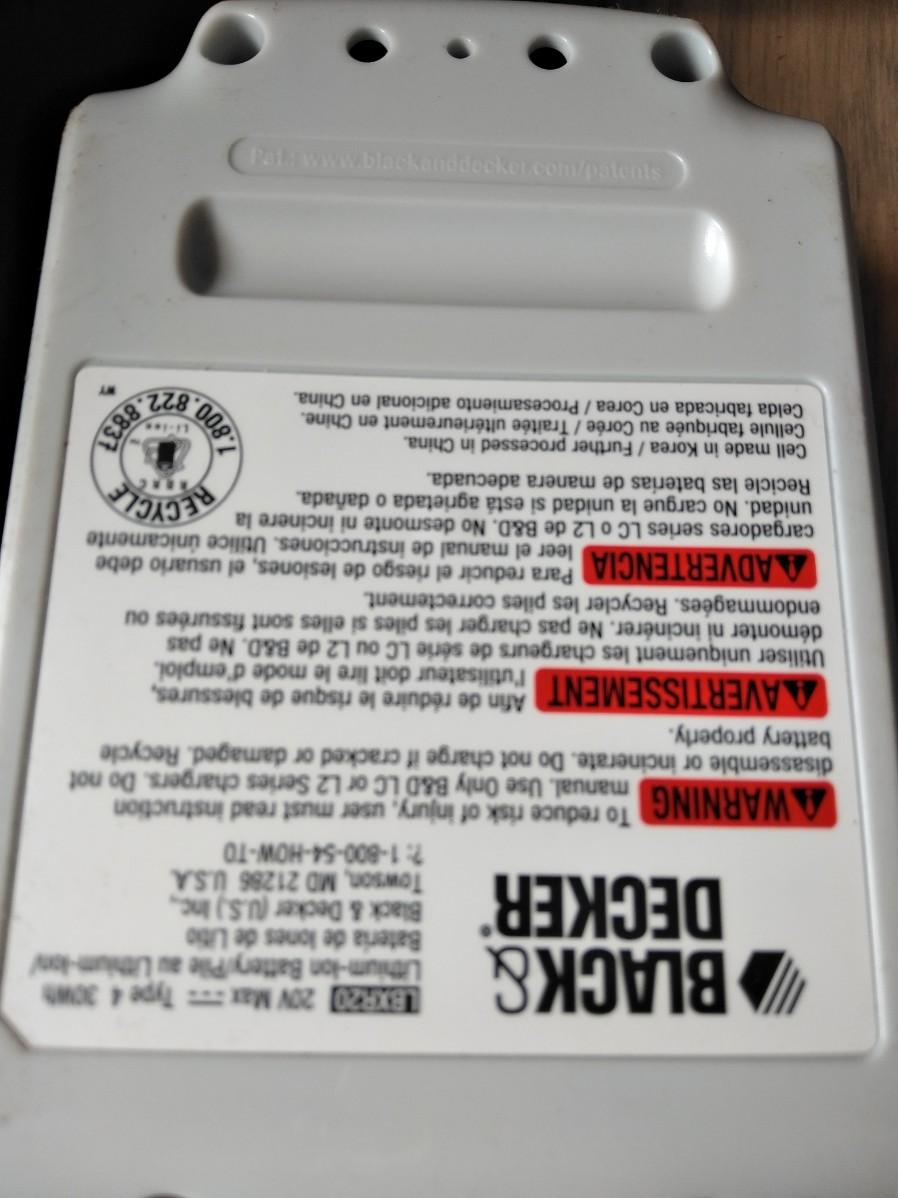 BLACK&
DECKER®
LBXR20 20V Max Type 4 30Wh
Lithium-Ion Battery/Pile au Lithium-Ion/
Batería de Iones de Litio
Black & Decker (U.S.) Inc.,
Towson, MD 21286 U.S.A.
?: 1-800-54-HOW-TO
WARNING To reduce risk of injury, user must read instruction
manual. Use Only B&D LC or L2 Series chargers. Do not
disassemble or incinerate. Do not charge if cracked or damaged. Recycle
battery properly.
AVERTISSEMENT Afin de réduire le risque de blessures,
l'utilisateur doit lire le mode d'emploi.
Utiliser uniquement les chargeurs de série LC ou L2 de B&D. Ne pas
démonter ni incinérer. Ne pas charger les piles si elles sont fissurées ou
endommagées. Recycler les piles correctement.
ADVERTENCIA Para reducir el riesgo de lesiones, el usuario debe
leer el manual de instrucciones. Utilice únicamente
cargadores series LC o L2 de B&D. No desmonte ni incinere la
unidad. No cargue la unidad si está agrietada o dañada.
Recicle las baterías de manera adecuada.
Cell made in Korea / Further processed in China.
Cellule fabriquée au Corée / Traitée ultérieurement en Chine.
Celda fabricada en Corea / Procesamiento adicional en China.
RECYCLE
RBRC
Li-ion
1.800.822.8837
WY
Pat.: www.blackanddecker.com/patents